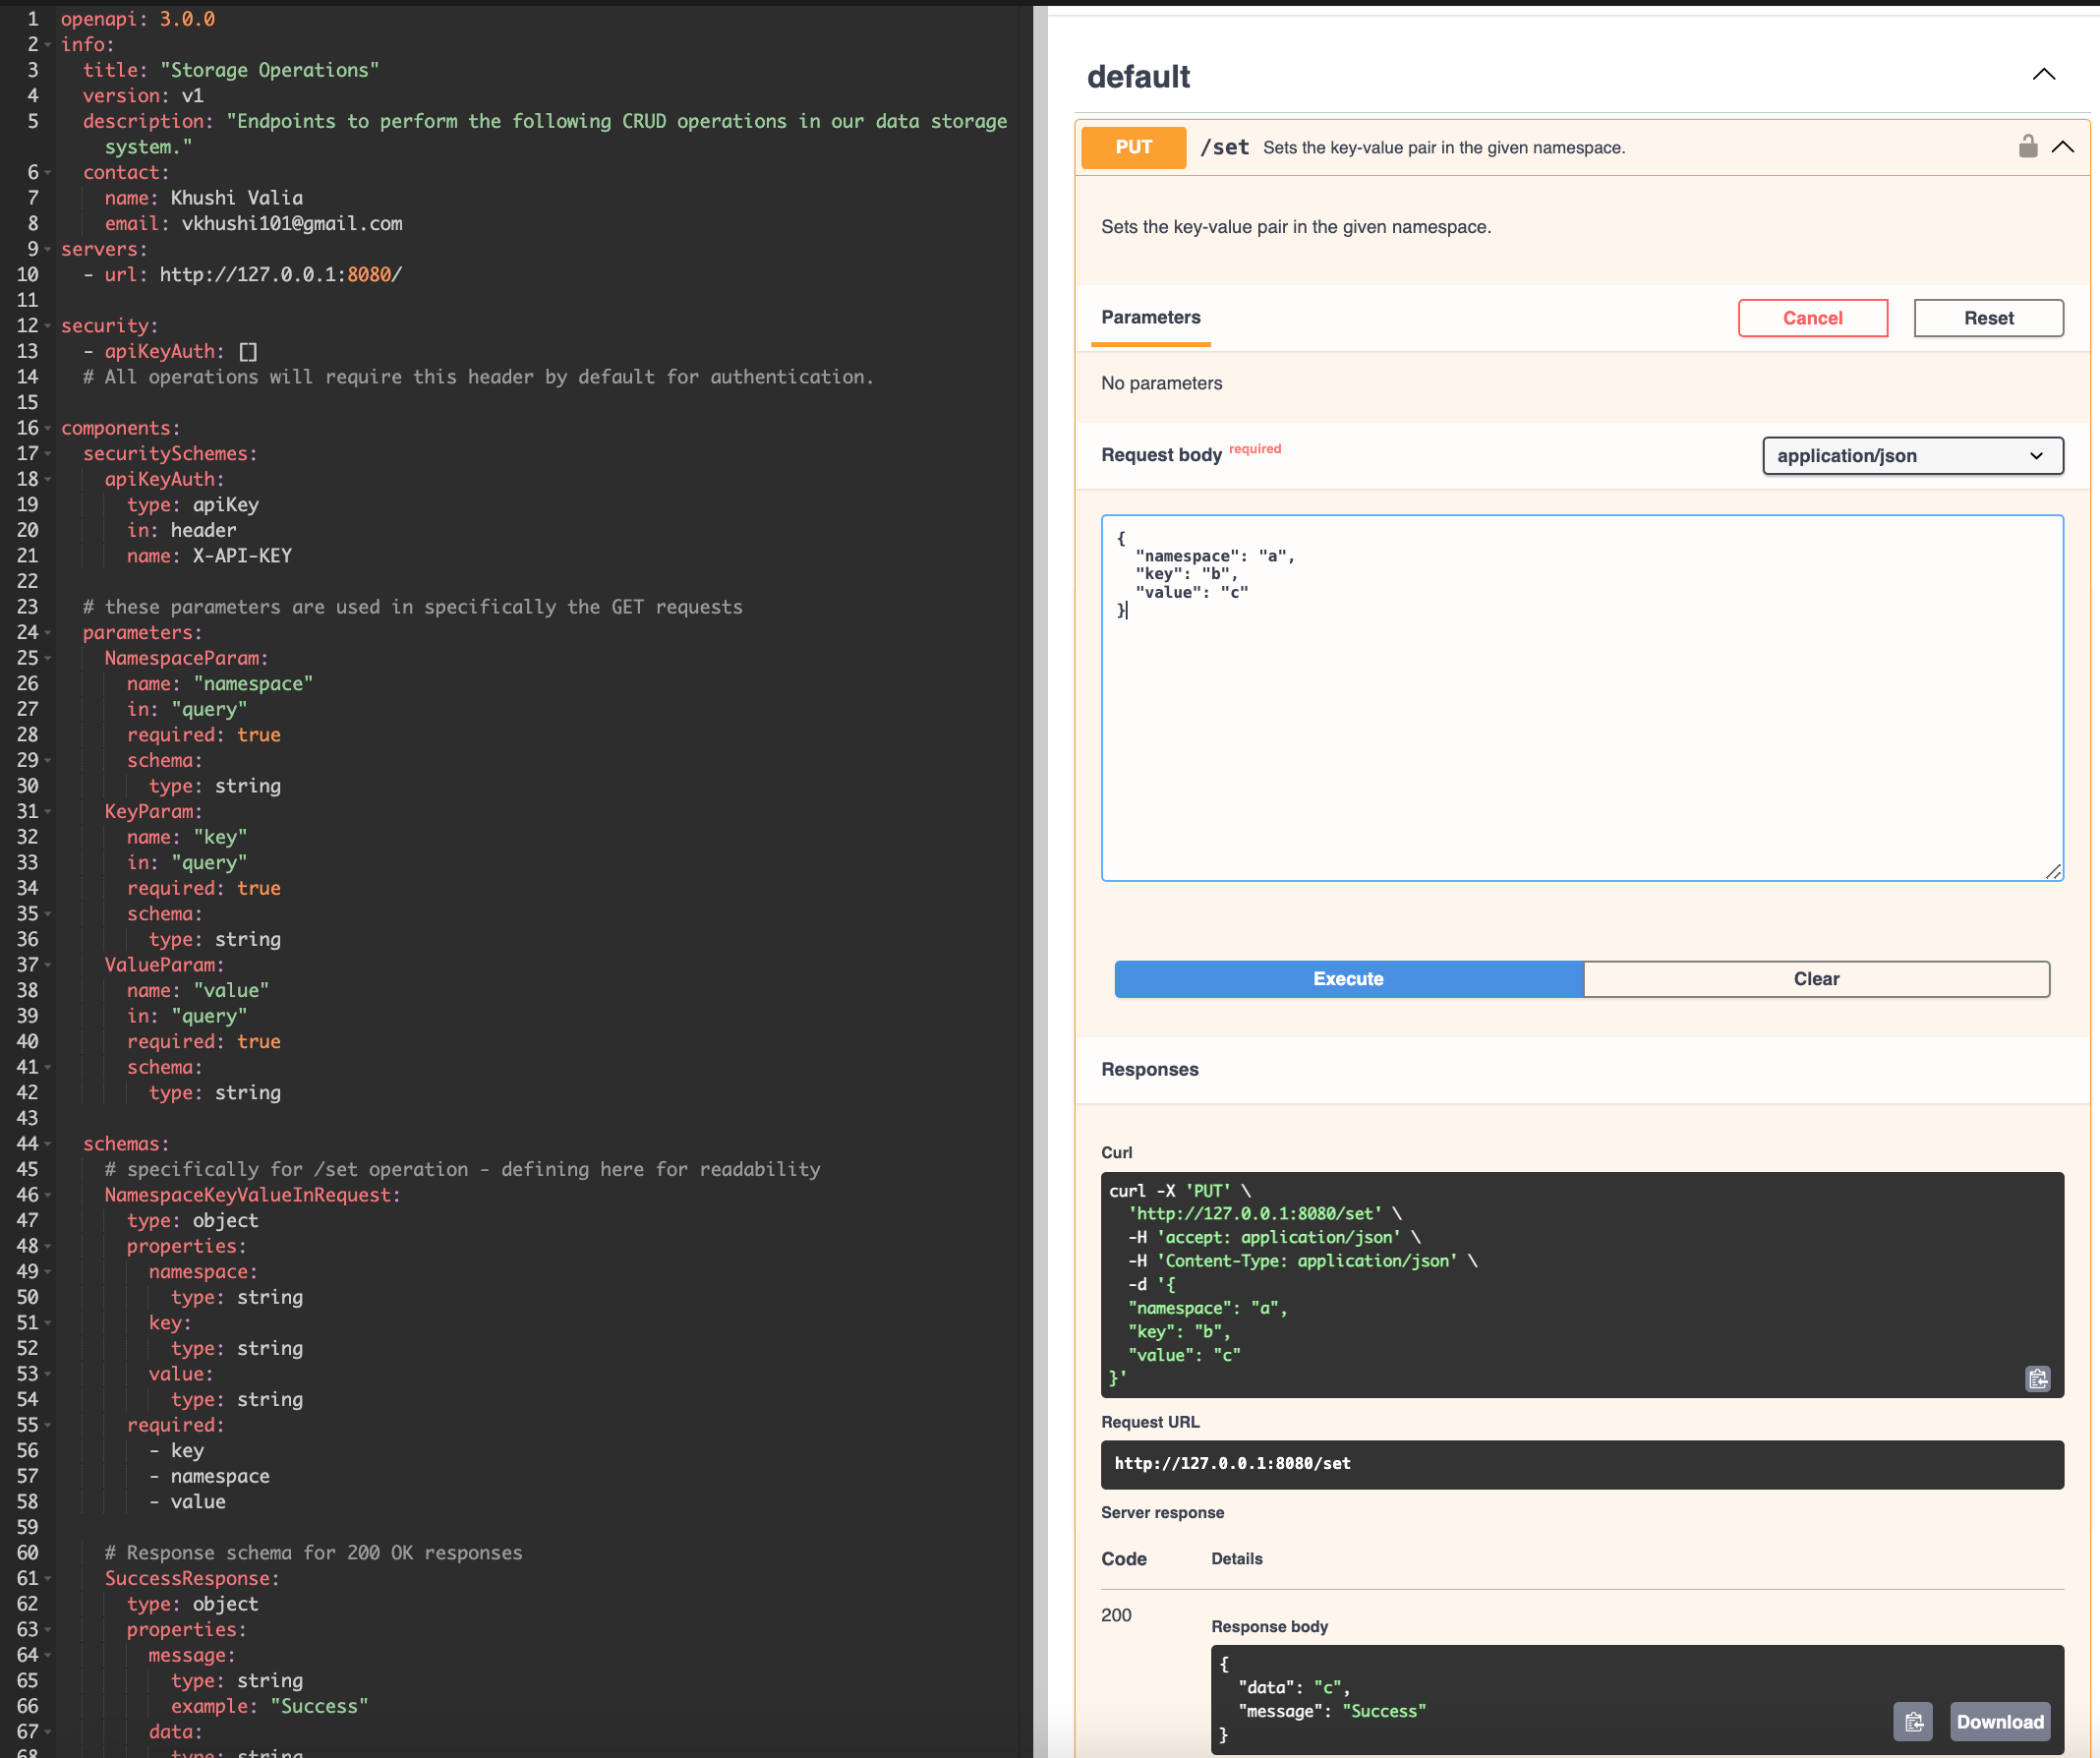 1 openapi: 3.0.0
2 info:
3 title: "Storage Operations"
4 version: v1
5 description: "Endpoints to perform the following CRUD operations in our data storage
system."
6 contact:
7 name: Khushi Valia
8 email: vkhushi101@gmail.com
9 servers:
10 - url: http://127.0.0.1:8080/
11
12 security:
13 - apiKeyAuth: []
14 # All operations will require this header by default for authentication.
15
16 components:
17 securitySchemes:
18 apiKeyAuth:
19 type: apiKey
20 in: header
21 name: X-API-KEY
22
23 # these parameters are used in specifically the GET requests
24 parameters:
25 NamespaceParam:
26 name: "namespace"
27 in: "query"
28 required: true
29 schema:
30 type: string
31 KeyParam:
32 name: "key"
33 in: "query"
34 required: true
35 schema:
36 type: string
37 ValueParam:
38 name: "value"
39 in: "query"
40 required: true
41 schema:
42 type: string
43
44 schemas:
45 # specifically for /set operation - defining here for readability
46 NamespaceKeyValueInRequest:
47 type: object
48 properties:
49 namespace:
50 type: string
51 key:
52 type: string
53 value:
54 type: string
55 required:
56 - key
57 - namespace
58 - value
59
60 # Response schema for 200 OK responses
61 SuccessResponse:
62 type: object
63 properties:
64 message:
65 type: string
66 example: "Success"
67 data:
68 type: string
default
PUT /set Sets the key-value pair in the given namespace.
Sets the key-value pair in the given namespace.
Parameters Cancel Reset
No parameters
Request body required application/json
{
"namespace": "a",
"key": "b",
"value": "c"
}
Execute Clear
Responses
Curl
curl -X 'PUT' \
'http://127.0.0.1:8080/set' \
-H 'accept: application/json' \
-H 'Content-Type: application/json' \
-d '{
"namespace": "a",
"key": "b",
"value": "c"
}'
Request URL
http://127.0.0.1:8080/set
Server response
Code Details
200
Response body
{
"data": "c",
"message": "Success"
}
Download